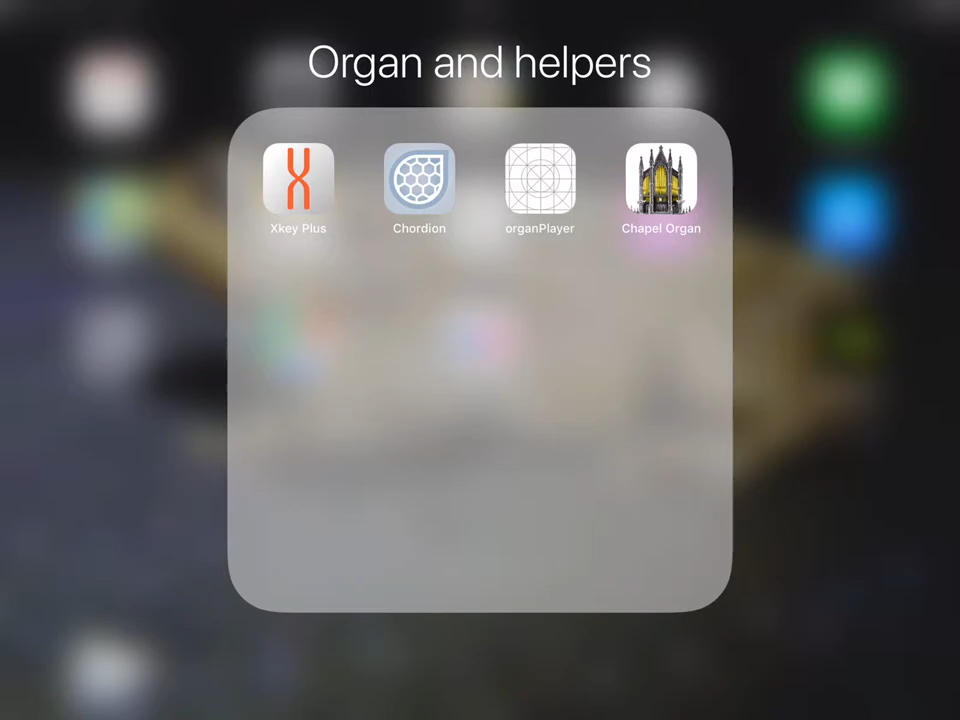 Organ and helpers
Xkey Plus
Chordion
organPlayer
Chapel Organ